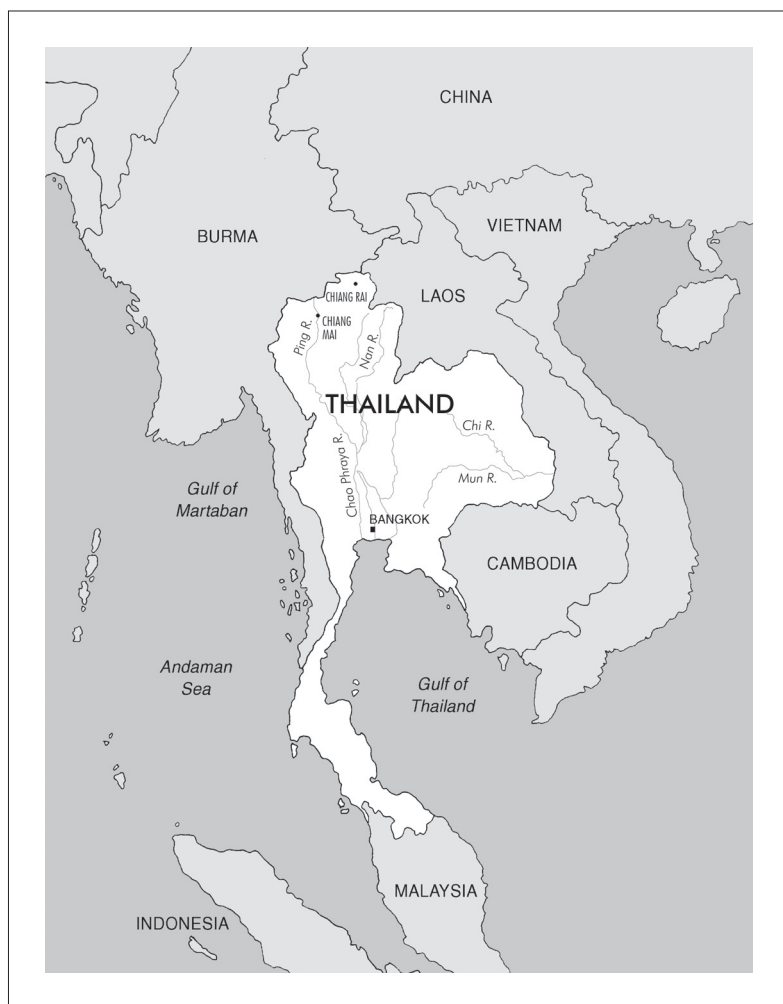 CHINA
VIETNAM
BURMA
LAOS
CHIANG RAI
CHIANG
MAI
Ping R.
Nan R.
THAILAND
Chi R.
Mun R.
Chao Phraya R.
BANGKOK
Gulf of
Martaban
CAMBODIA
Andaman
Sea
Gulf of
Thailand
MALAYSIA
INDONESIA